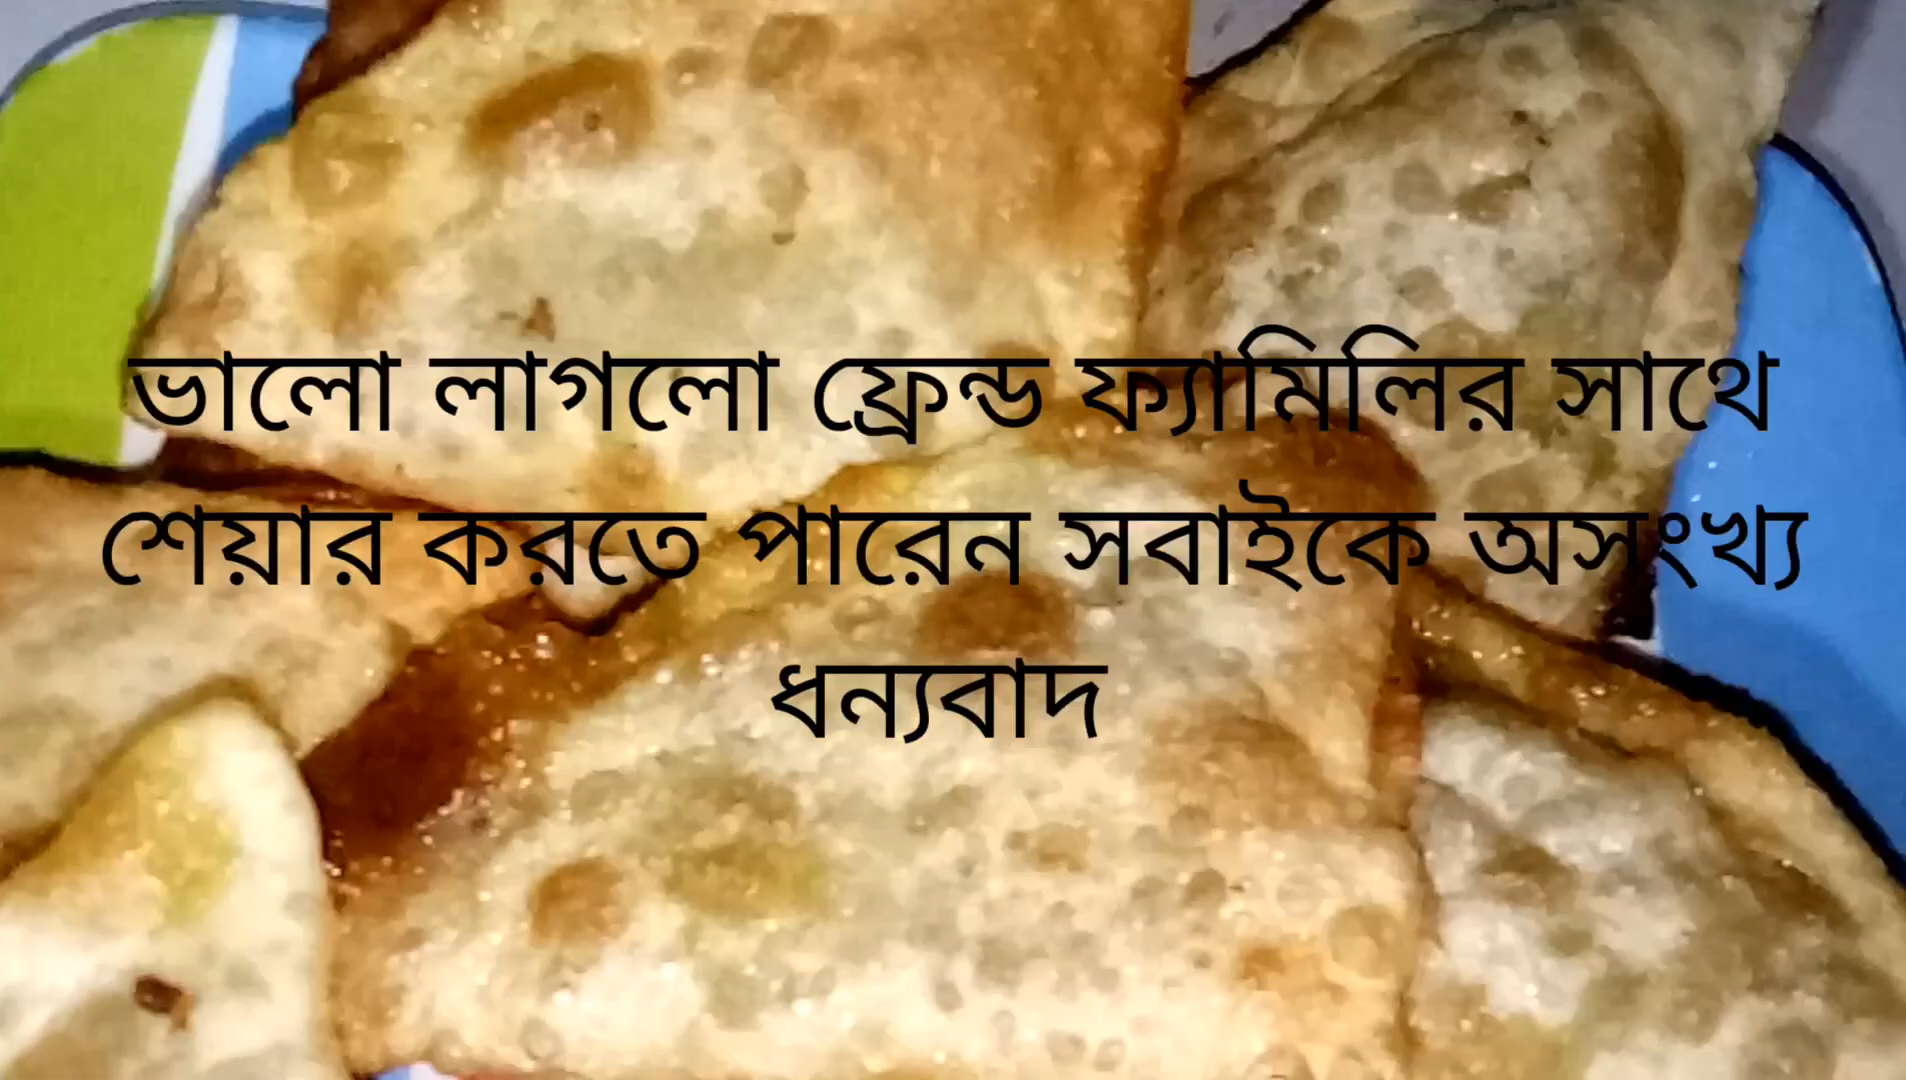 ভালো লাগলো ফ্রেন্ড ফ্যামিলির সাথে
শেয়ার করতে পারেন সবাইকে অসংখ্য
ধন্যবাদ